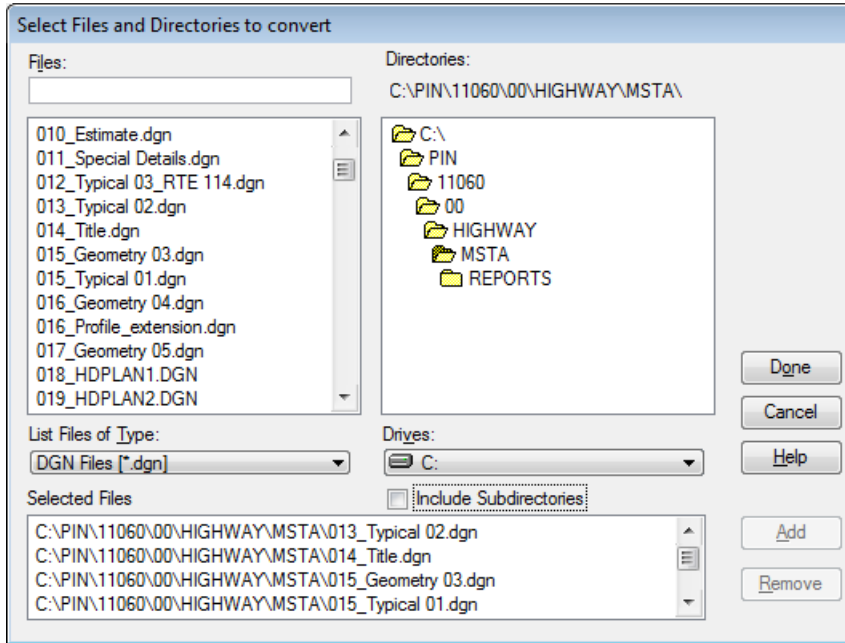 Select Files and Directories to convert
Files:
Directories:
C:\PIN\11060\00\HIGHWAY\MSTA\
010_Estimate.dgn
011_Special Details.dgn
012_Typical 03_RTE 114.dgn
013_Typical 02.dgn
014_Title.dgn
015_Geometry 03.dgn
015_Typical 01.dgn
016_Geometry 04.dgn
016_Profile_extension.dgn
017_Geometry 05.dgn
018_HDPLAN1.DGN
019_HDPLAN2.DGN
C:\
PIN
11060
00
HIGHWAY
MSTA
REPORTS
Done
Cancel
Help
List Files of Type:
DGN Files [*.dgn]
Drives:
C:
Selected Files
Include Subdirectories
C:\PIN\11060\00\HIGHWAY\MSTA\013_Typical 02.dgn
C:\PIN\11060\00\HIGHWAY\MSTA\014_Title.dgn
C:\PIN\11060\00\HIGHWAY\MSTA\015_Geometry 03.dgn
C:\PIN\11060\00\HIGHWAY\MSTA\015_Typical 01.dgn
Add
Remove